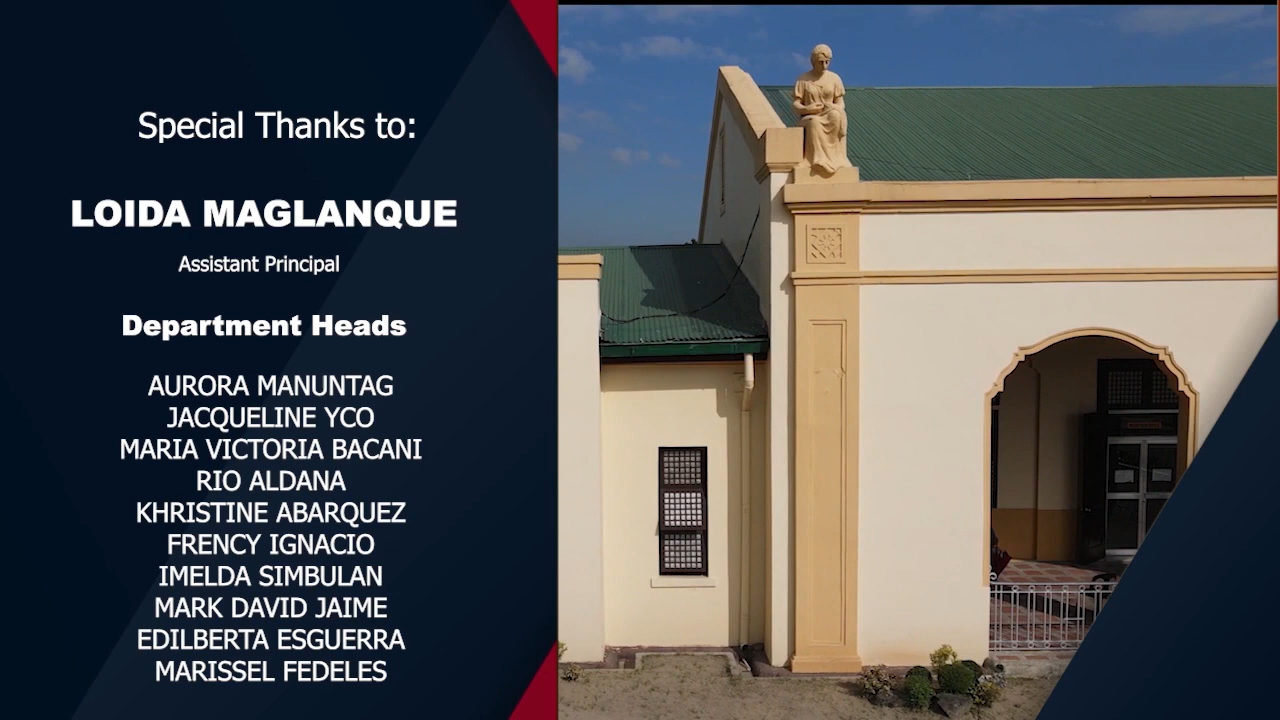 Special Thanks to:
LOIDA MAGLANQUE
Assistant Principal
Department Heads
AURORA MANUNTAG
JACQUELINE YCO
MARIA VICTORIA BACANI
RIO ALDANA
KHRISTINE ABARQUEZ
FRENCY IGNACIO
IMELDA SIMBULAN
MARK DAVID JAIME
EDILBERTA ESGUERRA
MARISSEL FEDELES